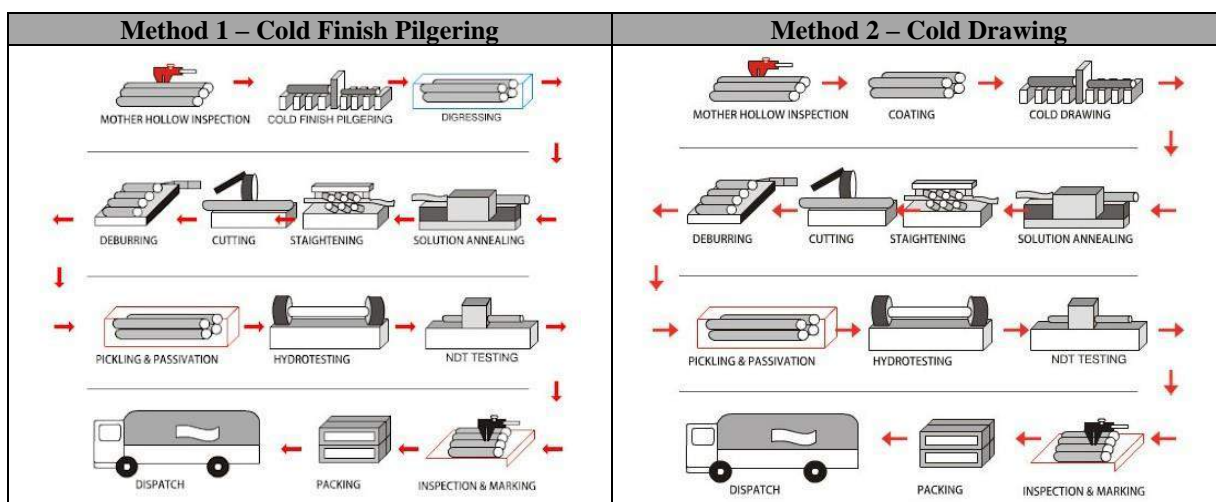 Method 1 – Cold Finish Pilgering
MOTHER HOLLOW INSPECTION
COLD FINISH PILGERING
DIGRESSING
DEBURRING
CUTTING
STAIGHTENING
SOLUTION ANNEALING
PICKLING & PASSIVATION
HYDROTESTING
NDT TESTING
DISPATCH
PACKING
INSPECTION & MARKING
Method 2 – Cold Drawing
MOTHER HOLLOW INSPECTION
COATING
COLD DRAWING
DEBURRING
CUTTING
STAIGHTENING
SOLUTION ANNEALING
PICKLING & PASSIVATION
HYDROTESTING
NDT TESTING
DISPATCH
PACKING
INSPECTION & MARKING